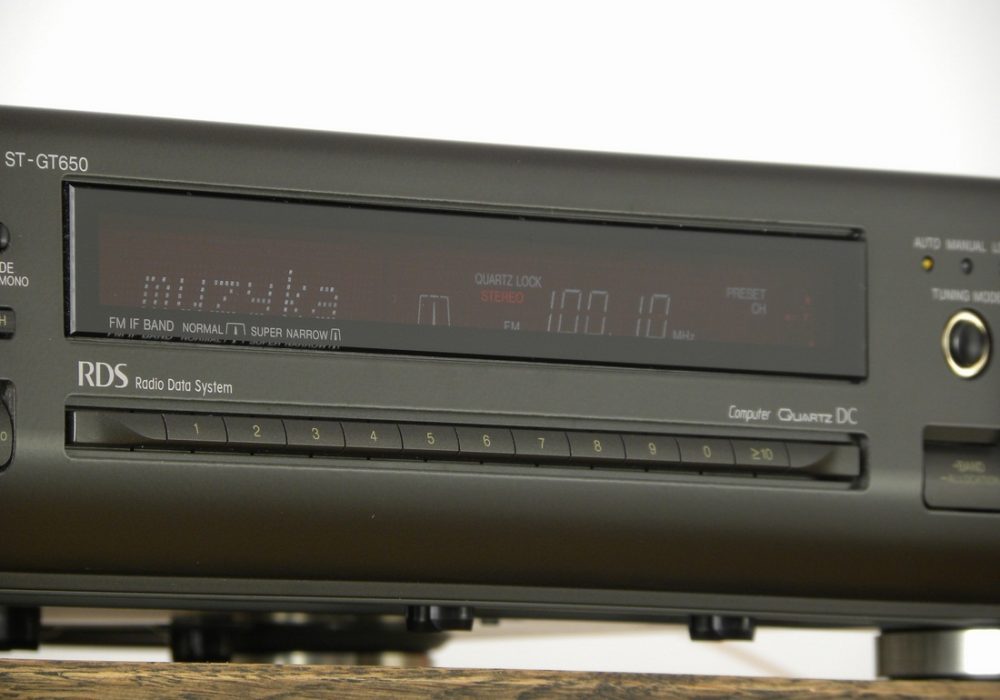 ST-GT650
AUTO MANUAL
TUNING MODE
MONO
QUARTZ LOCK
STEREO
PRESET
CH
muzyka
FM 100.10 MHz
FM IF BAND NORMAL SUPER NARROW
RDS Radio Data System
Computer QUARTZ DC
1 2 3 4 5 6 7 8 9 0 ≥10
-BAND